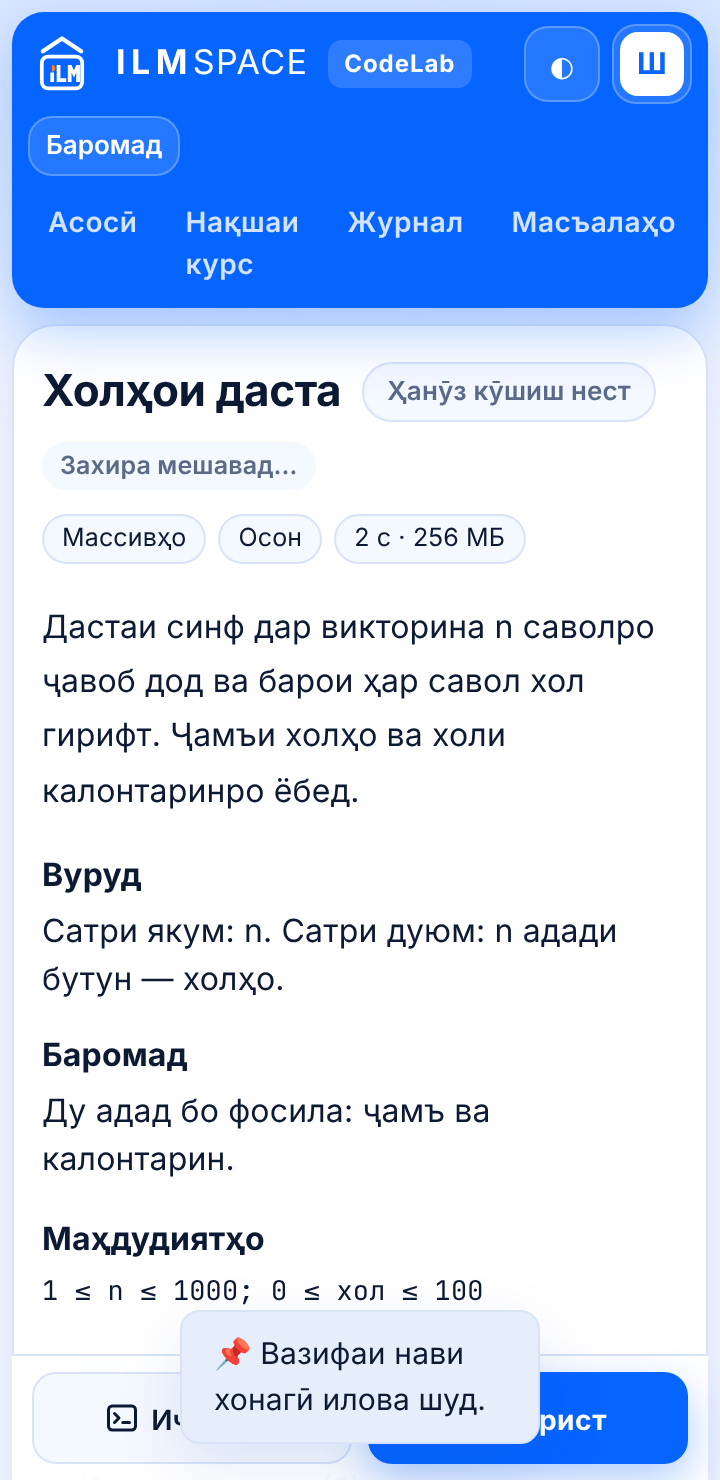 iLM
ILMSPACE CodeLab ◐ Ш
Баромад
Асосӣ Нақшаи курс Журнал Масъалаҳо
Холҳои даста Ҳанӯз кӯшиш нест
Захира мешавад...
Массивҳо Осон 2 с · 256 МБ
Дастаи синф дар викторина n саволро
ҷавоб дод ва барои ҳар савол хол
гирифт. Ҷамъи холҳо ва холи
калонтаринро ёбед.
Вуруд
Сатри якум: n. Сатри дуюм: n адади
бутун — холҳо.
Баромад
Ду адад бо фосила: ҷамъ ва
калонтарин.
Маҳдудиятҳо
1 ≤ n ≤ 1000; 0 ≤ хол ≤ 100
📌 Вазифаи нави
хонагӣ илова шуд.